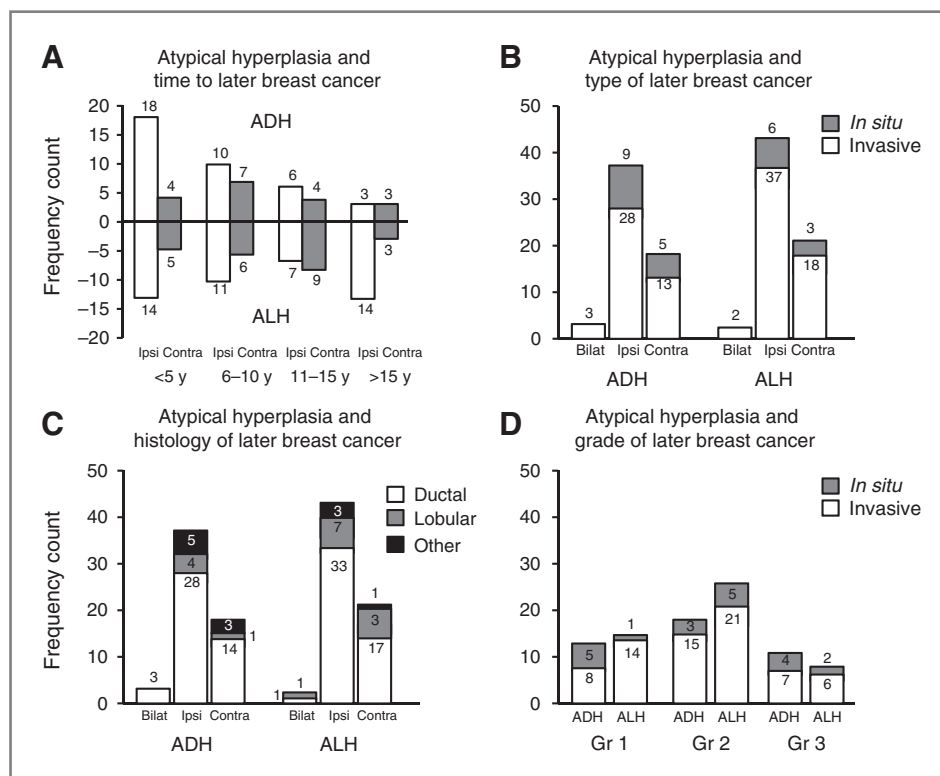 A
Atypical hyperplasia and
time to later breast cancer
Frequency count
20
15
10
5
0
–5
–10
–15
–20
ADH
ALH
18
4
10
7
6
4
3
3
14
5
11
6
7
9
14
3
Ipsi Contra Ipsi Contra Ipsi Contra Ipsi Contra
<5 y 6–10 y 11–15 y >15 y
B
Atypical hyperplasia and
type of later breast cancer
50
40
30
20
10
0
In situ
Invasive
3
9
28
5
13
2
6
37
3
18
Bilat Ipsi Contra Bilat Ipsi Contra
ADH ALH
C
Atypical hyperplasia and
histology of later breast cancer
Frequency count
50
40
30
20
10
0
Ductal
Lobular
Other
3
5
4
28
3
1
14
1
1
3
7
33
1
3
17
Bilat Ipsi Contra Bilat Ipsi Contra
ADH ALH
D
Atypical hyperplasia and
grade of later breast cancer
50
40
30
20
10
0
In situ
Invasive
5
8
1
14
3
15
5
21
4
7
2
6
ADH ALH ADH ALH ADH ALH
Gr 1 Gr 2 Gr 3